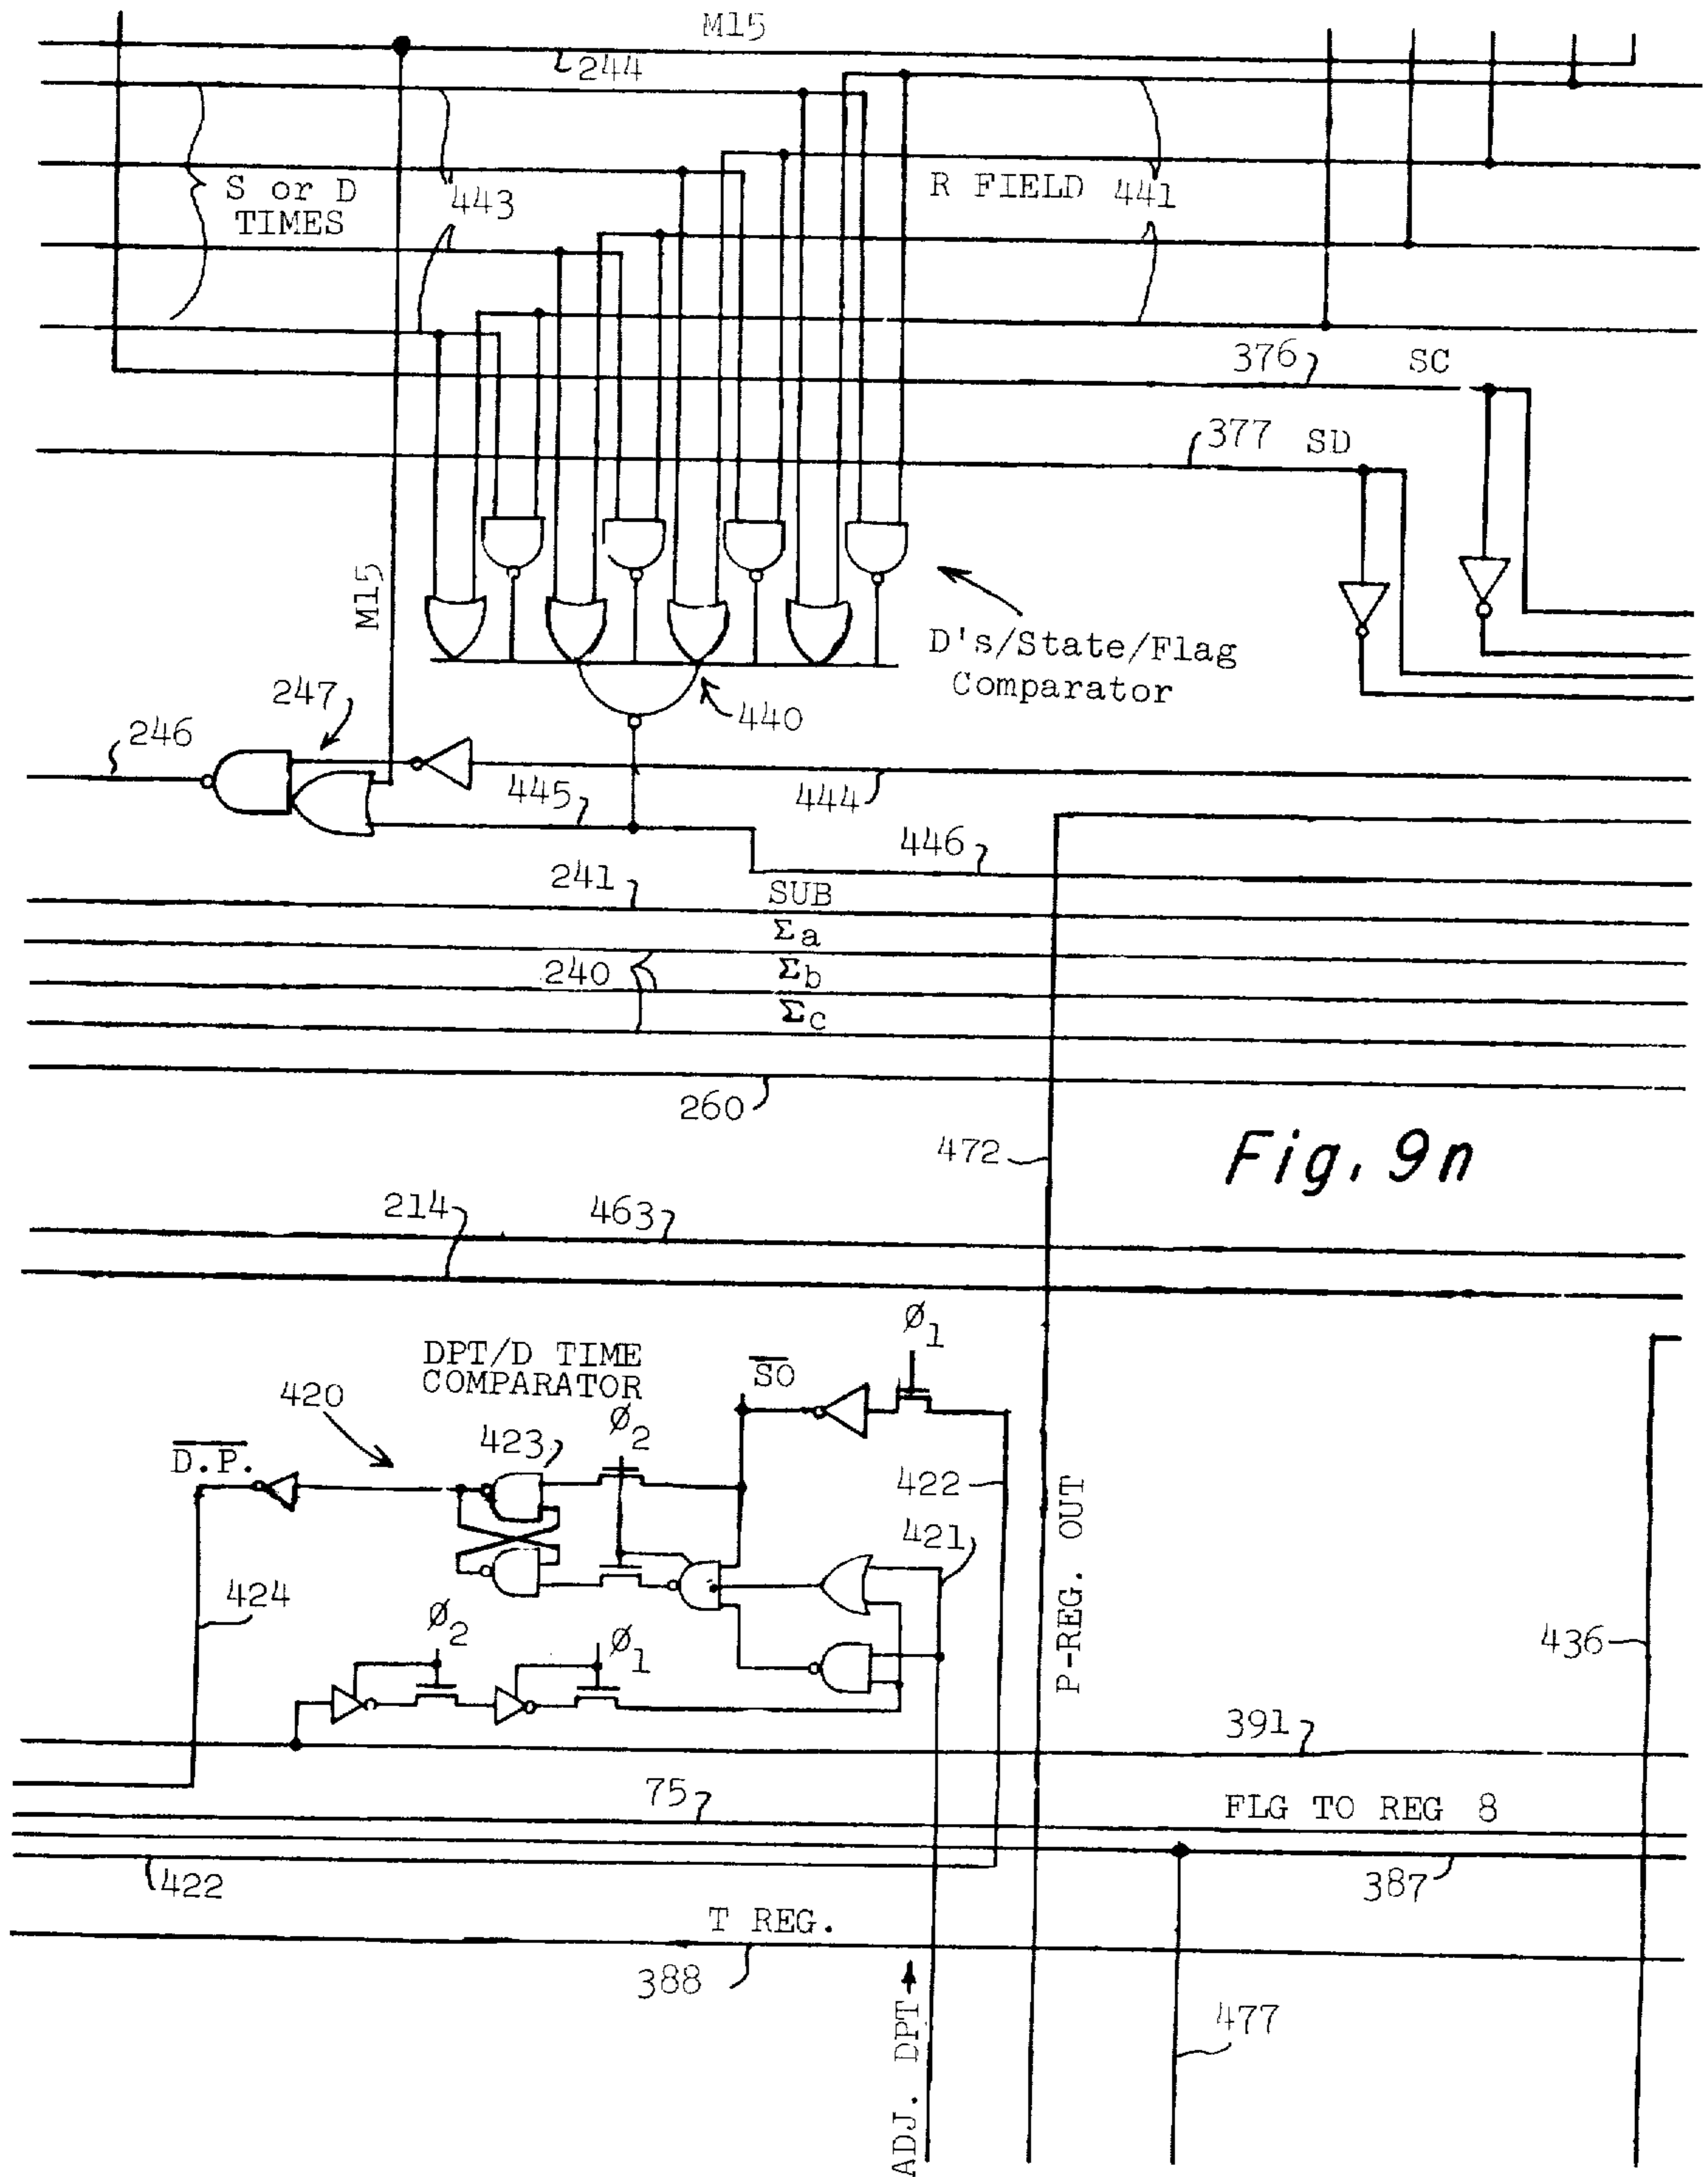 M15
244
S or D
TIMES
443
R FIELD 441
376 SC
377 SD
M15
D's/State/Flag
Comparator
440
247
246
445
444
446
241
SUB
Σa
240
Σb
Σc
260
472
Fig. 9n
214
463
Ø1
DPT/D TIME
COMPARATOR
S̅O̅
420
Ø2
423
D̅.̅P̅.̅
422
421
P-REG. OUT
424
Ø2
Ø1
436
391
75
FLG TO REG 8
422
387
T REG.
388
ADJ. DPT
477